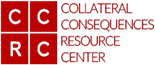 C C
R C
COLLATERAL
CONSEQUENCES
RESOURCE
CENTER